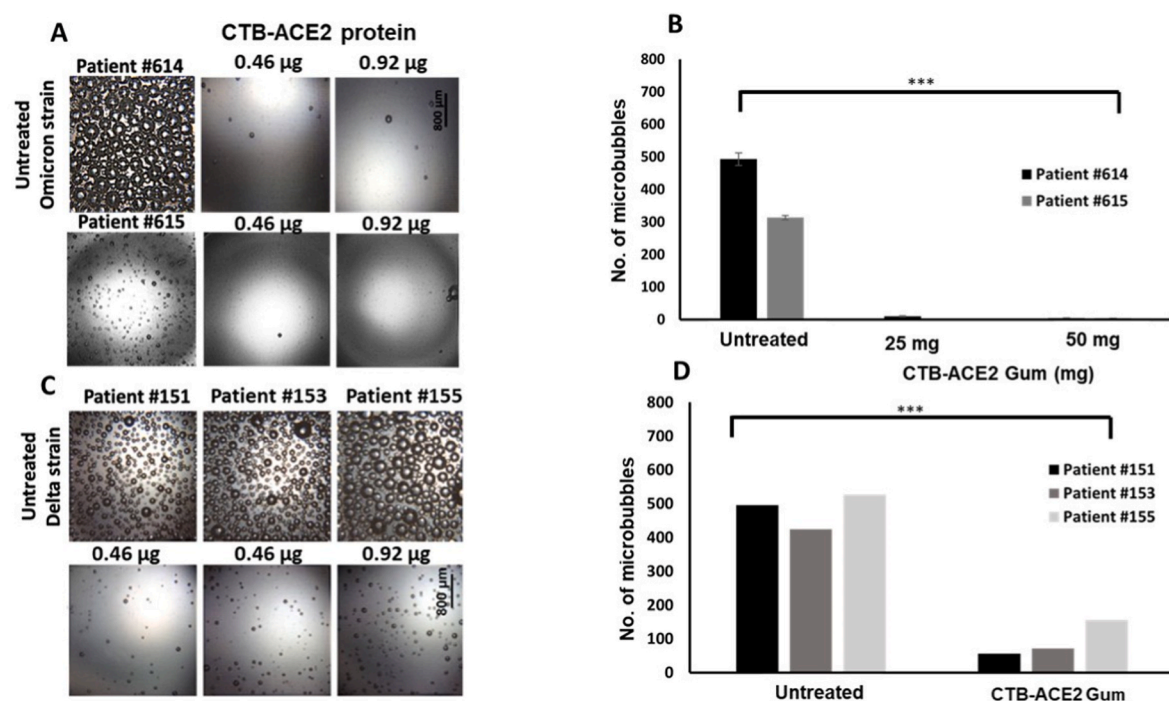 A
CTB-ACE2 protein
Patient #614
0.46 µg
0.92 µg
Untreated
Omicron strain
800 µm
Patient #615
0.46 µg
0.92 µg
C
Patient #151
Patient #153
Patient #155
Untreated
Delta strain
0.46 µg
0.46 µg
0.92 µg
800 µm
B
No. of microbubbles
800
700
600
500
400
300
200
100
0
***
Patient #614
Patient #615
Untreated
25 mg
50 mg
CTB-ACE2 Gum (mg)
D
No. of microbubbles
800
700
600
500
400
300
200
100
0
***
Patient #151
Patient #153
Patient #155
Untreated
CTB-ACE2 Gum